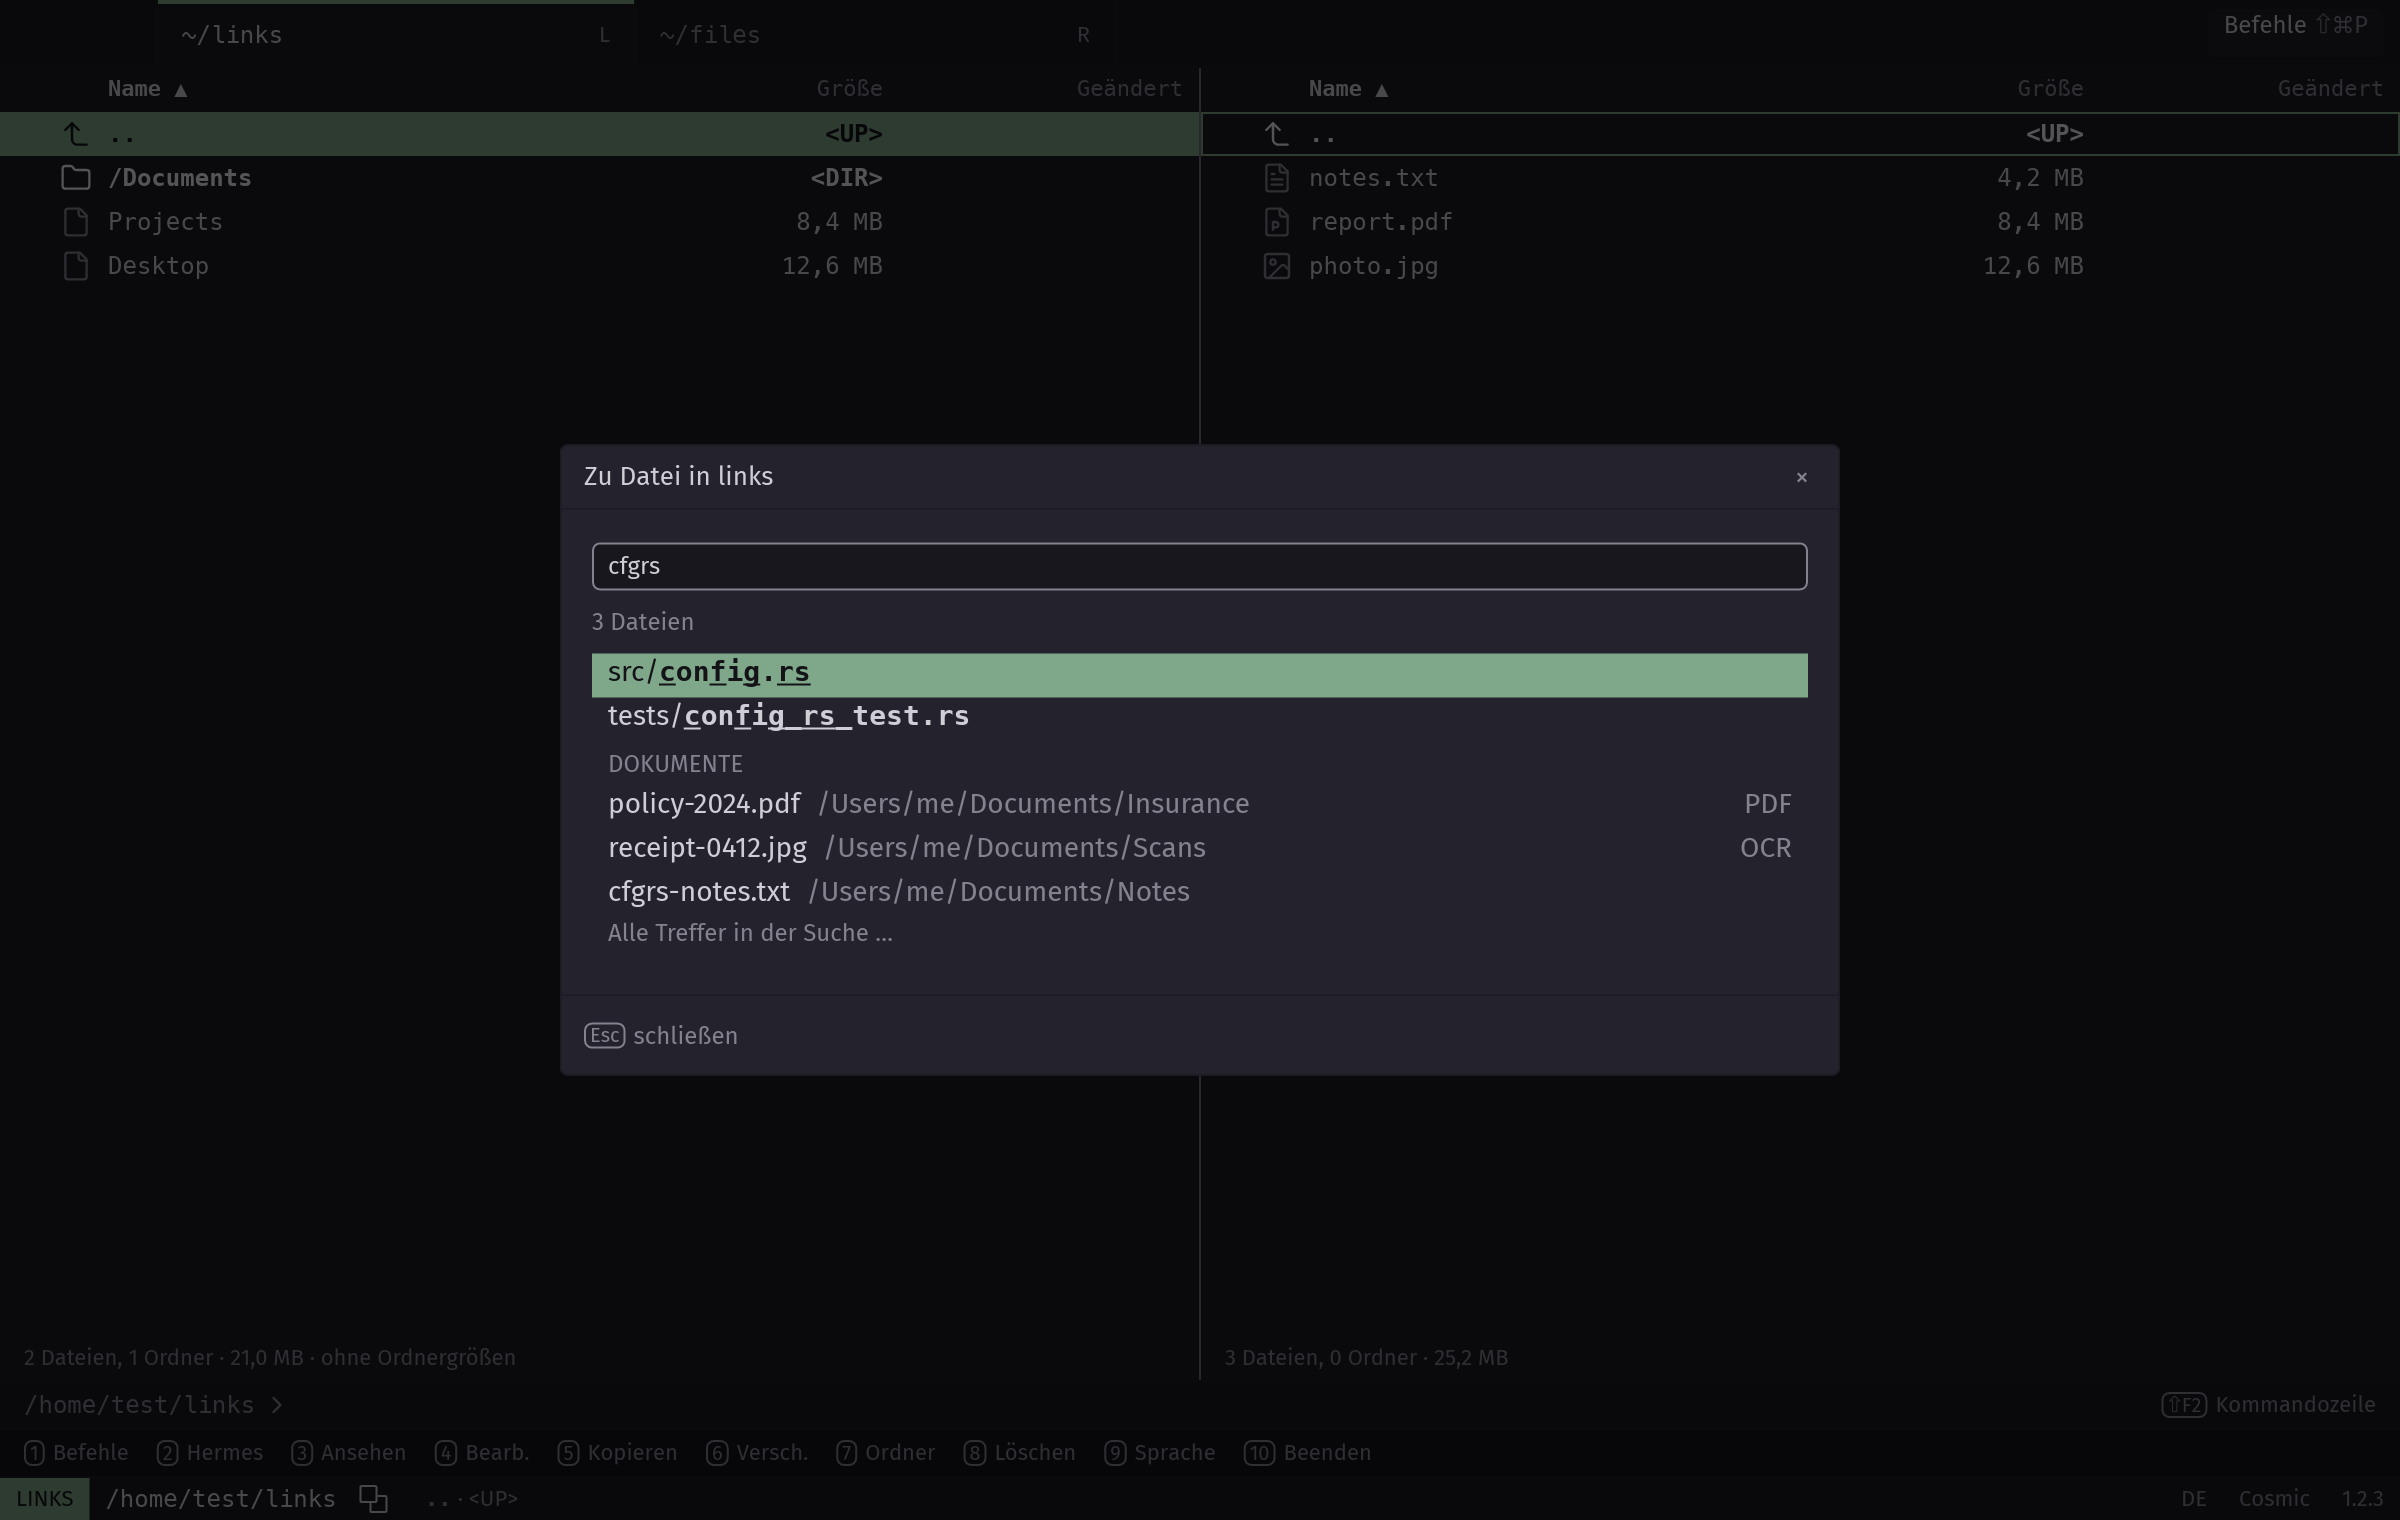 ~/links L ~/files R Befehle ⇧⌘P
Name ▲ Größe Geändert Name ▲ Größe Geändert
.. <UP> .. <UP>
/Documents <DIR> notes.txt 4,2 MB
Projects 8,4 MB report.pdf 8,4 MB
Desktop 12,6 MB photo.jpg 12,6 MB
Zu Datei in links ×
cfgrs
3 Dateien
src/config.rs
tests/config_rs_test.rs
DOKUMENTE
policy-2024.pdf /Users/me/Documents/Insurance PDF
receipt-0412.jpg /Users/me/Documents/Scans OCR
cfgrs-notes.txt /Users/me/Documents/Notes
Alle Treffer in der Suche …
Esc schließen
2 Dateien, 1 Ordner · 21,0 MB · ohne Ordnergrößen 3 Dateien, 0 Ordner · 25,2 MB
/home/test/links > ⇧F2 Kommandozeile
1 Befehle 2 Hermes 3 Ansehen 4 Bearb. 5 Kopieren 6 Versch. 7 Ordner 8 Löschen 9 Sprache 10 Beenden
LINKS /home/test/links .. · <UP> DE Cosmic 1.2.3